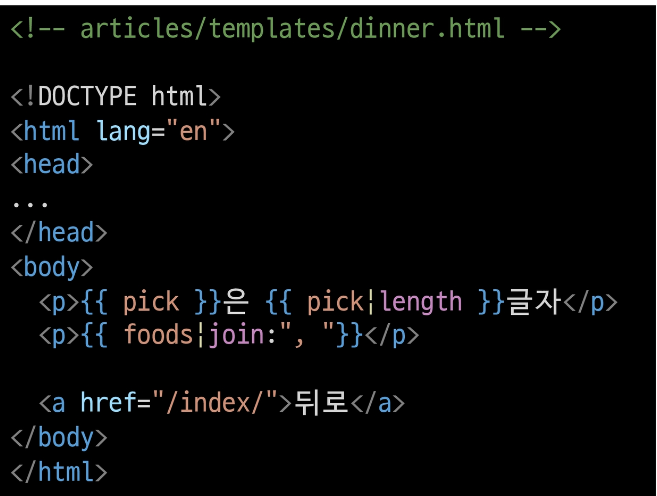 <!-- articles/templates/dinner.html -->
<!DOCTYPE html>
<html lang="en">
<head>
...
</head>
<body>
<p>{{ pick }}은 {{ pick|length }}글자</p>
<p>{{ foods|join:", "}}</p>
<a href="/index/">뒤로</a>
</body>
</html>